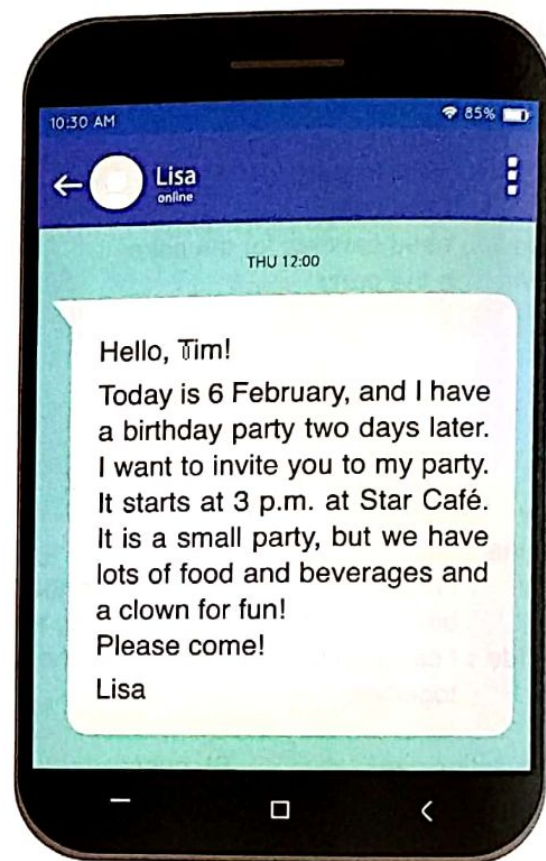 10:30 AM 85%
Lisa
online
THU 12:00
Hello, Tim!
Today is 6 February, and I have
a birthday party two days later.
I want to invite you to my party.
It starts at 3 p.m. at Star Café.
It is a small party, but we have
lots of food and beverages and
a clown for fun!
Please come!
Lisa